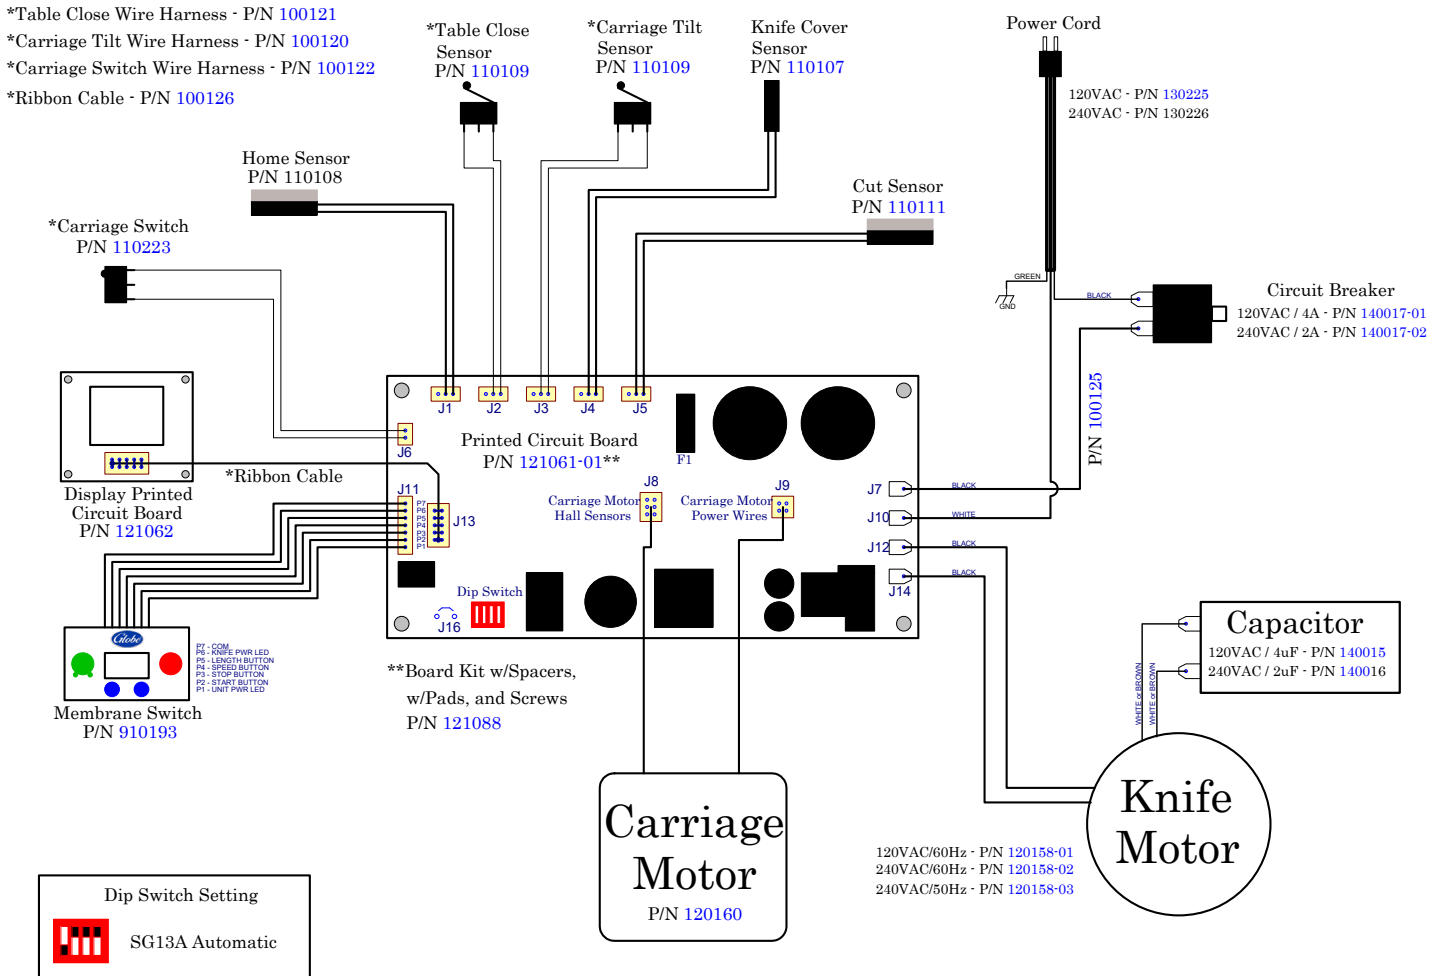 *Table Close Wire Harness - P/N 100121
*Carriage Tilt Wire Harness - P/N 100120
*Carriage Switch Wire Harness - P/N 100122
*Ribbon Cable - P/N 100126
*Table Close
Sensor
P/N 110109
*Carriage Tilt
Sensor
P/N 110109
Knife Cover
Sensor
P/N 110107
Power Cord
120VAC - P/N 130225
240VAC - P/N 130226
Home Sensor
P/N 110108
Cut Sensor
P/N 110111
*Carriage Switch
P/N 110223
GREEN
GND
BLACK
Circuit Breaker
120VAC / 4A - P/N 140017-01
240VAC / 2A - P/N 140017-02
P/N 100125
J1
J2
J3
J4
J5
J6
Printed Circuit Board
P/N 121061-01**
F1
*Ribbon Cable
Display Printed
Circuit Board
P/N 121062
J11
P7
P6
P5
P4
P3
P2
P1
J13
J8
Carriage Motor
Hall Sensors
J9
Carriage Motor
Power Wires
J7
BLACK
J10
WHITE
J12
BLACK
J14
BLACK
Dip Switch
J16
Globe
P7 - COM
P6 - KNIFE PWR LED
P5 - LENGTH BUTTON
P4 - SPEED BUTTON
P3 - STOP BUTTON
P2 - START BUTTON
P1 - UNIT PWR LED
Membrane Switch
P/N 910193
**Board Kit w/Spacers,
w/Pads, and Screws
P/N 121088
Capacitor
120VAC / 4uF - P/N 140015
240VAC / 2uF - P/N 140016
WHITE or BROWN
WHITE or BROWN
Carriage
Motor
P/N 120160
Knife
Motor
120VAC/60Hz - P/N 120158-01
240VAC/60Hz - P/N 120158-02
240VAC/50Hz - P/N 120158-03
Dip Switch Setting
SG13A Automatic